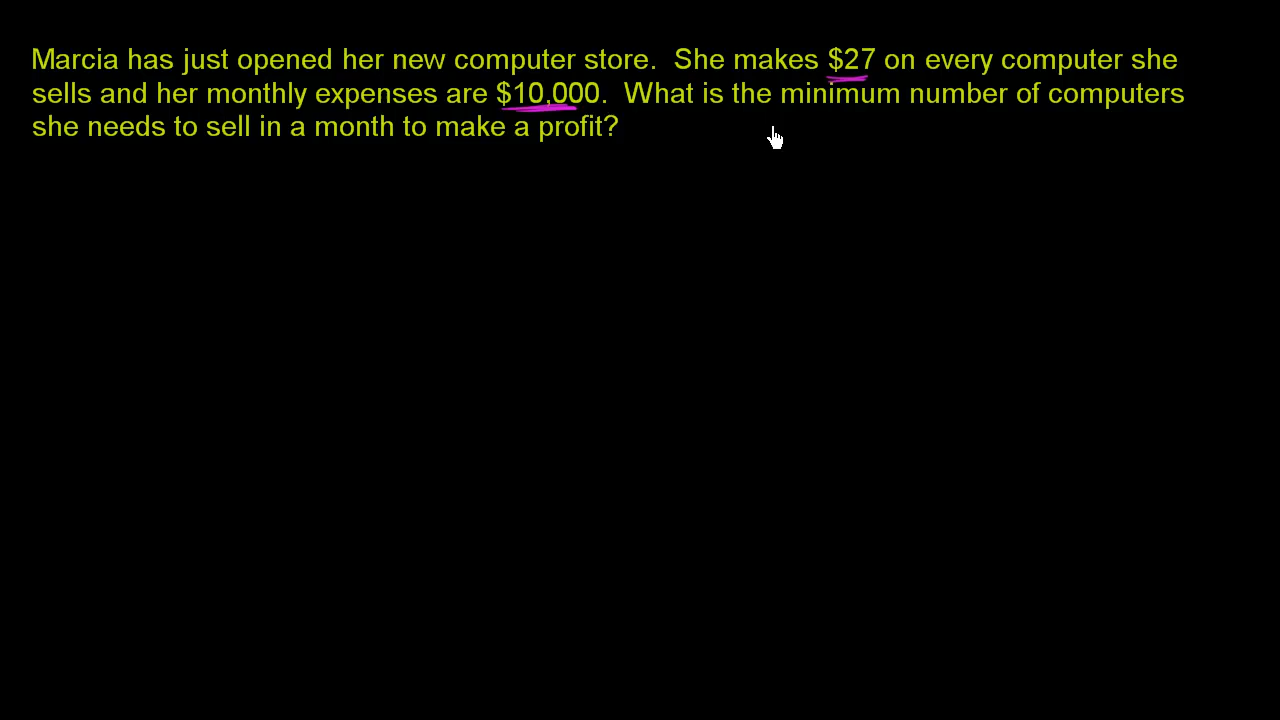 Marcia has just opened her new computer store.  She makes $27 on every computer she
sells and her monthly expenses are $10,000.  What is the minimum number of computers
she needs to sell in a month to make a profit?